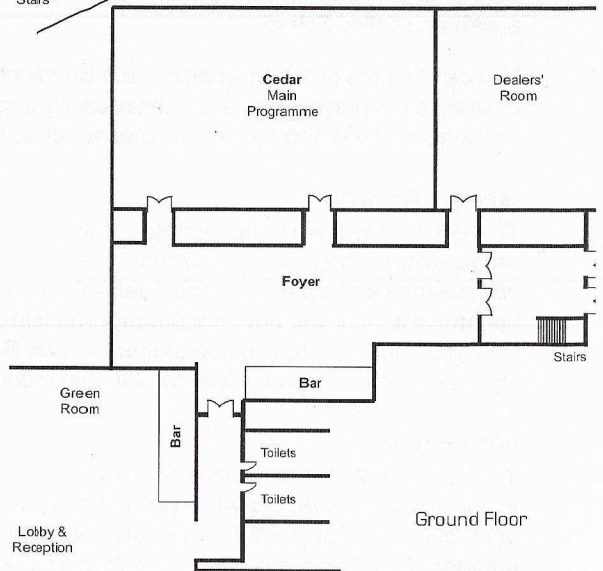 Stairs
Cedar
Main
Programme
Dealers'
Room
Foyer
Stairs
Green
Room
Bar
Bar
Toilets
Toilets
Lobby &
Reception
Ground Floor